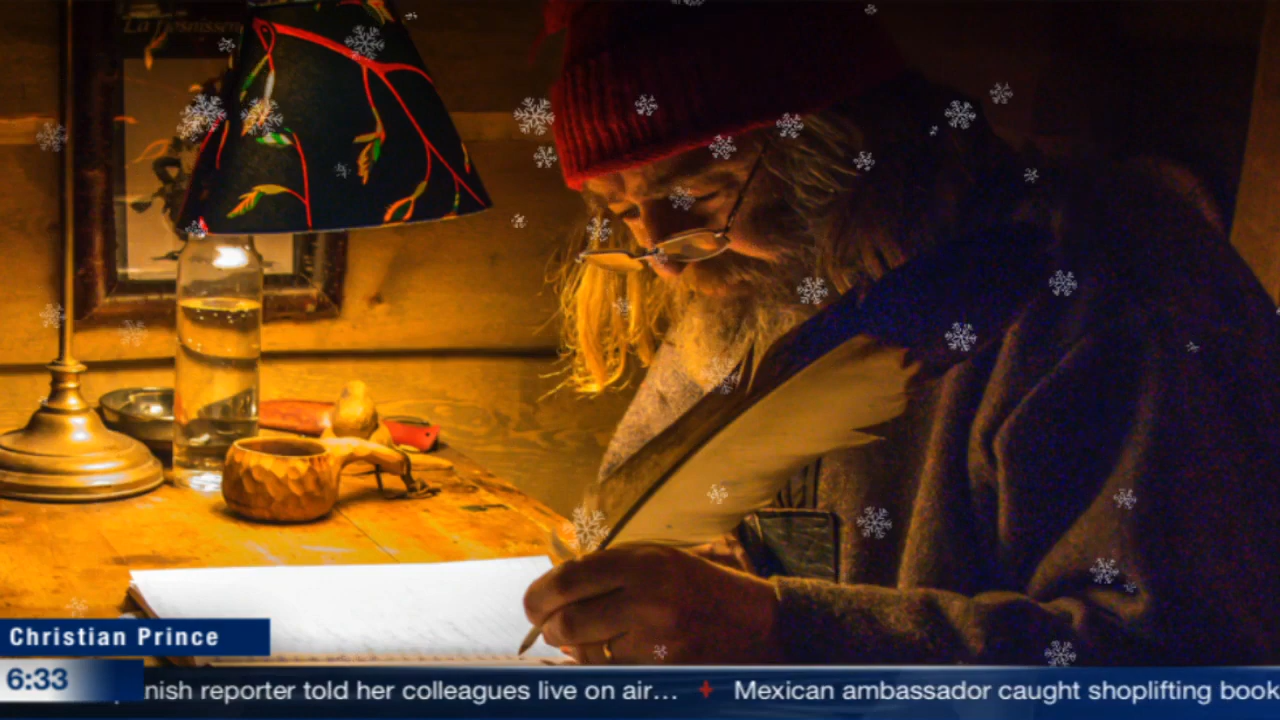 Christian Prince
6:33
nish reporter told her colleagues live on air... Mexican ambassador caught shoplifting book